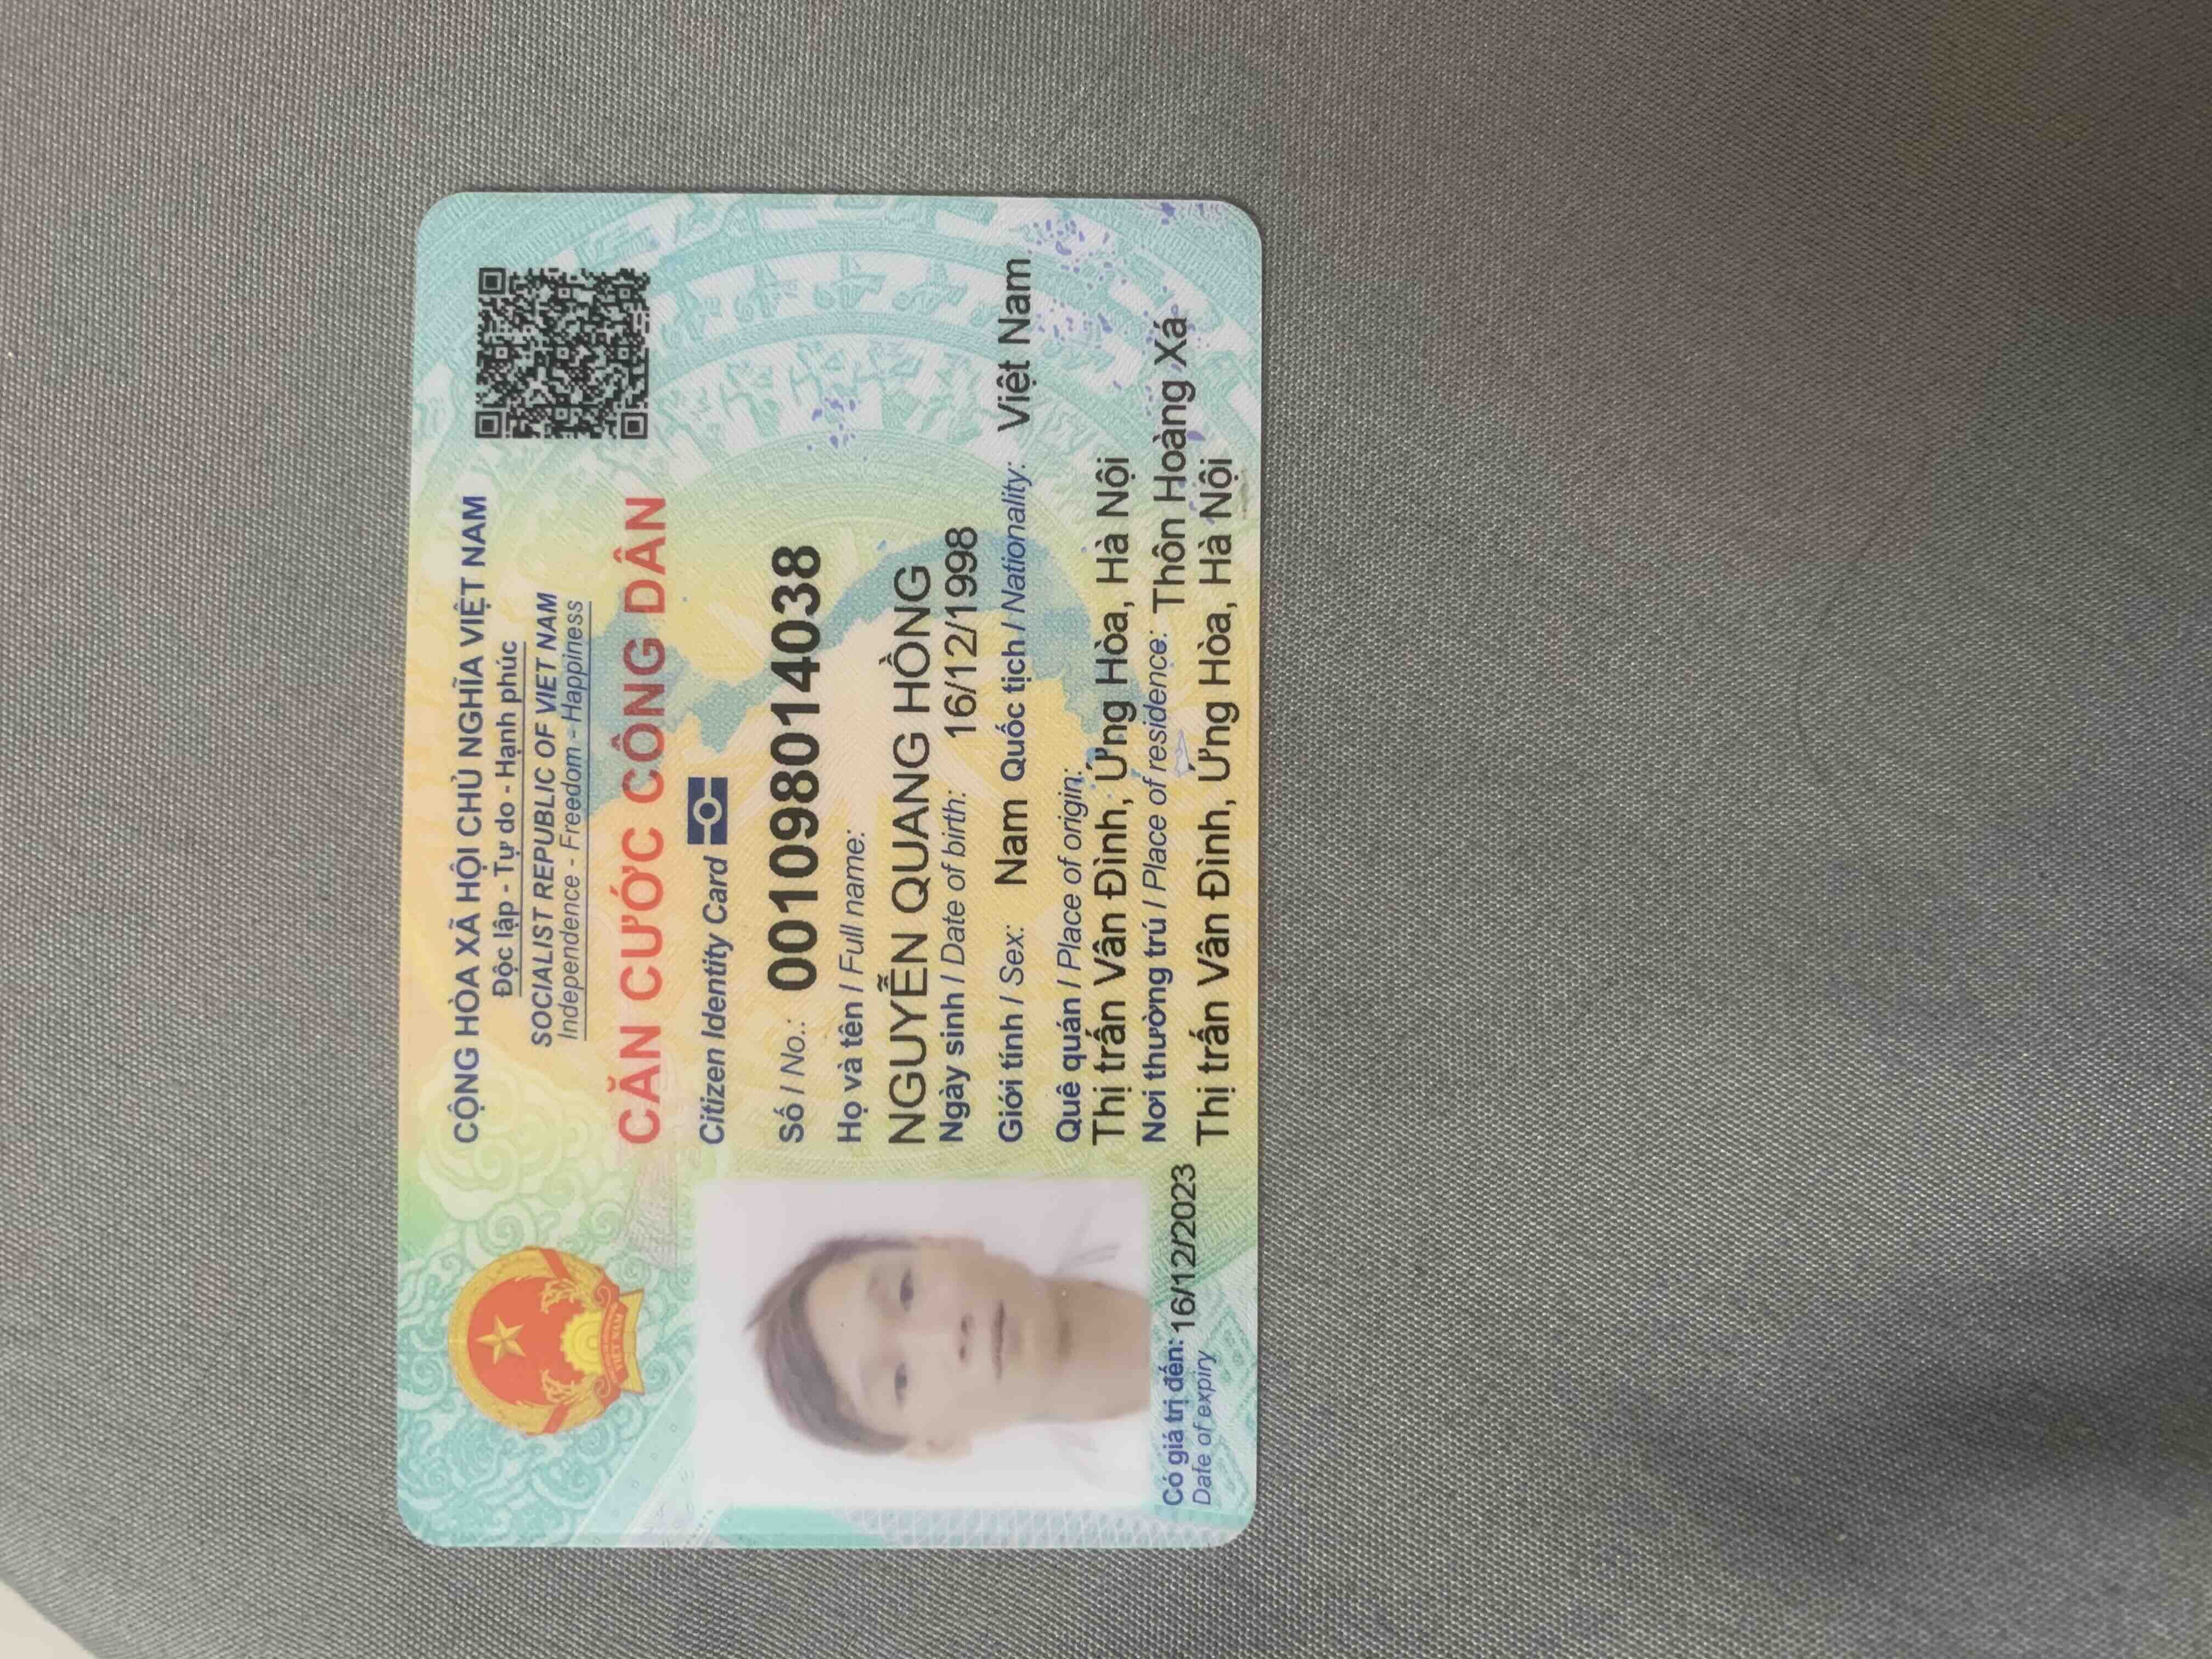 CỘNG HÒA XÃ HỘI CHỦ NGHĨA VIỆT NAM
Độc lập - Tự do - Hạnh phúc
SOCIALIST REPUBLIC OF VIET NAM
Independence - Freedom - Happiness
CĂN CƯỚC CÔNG DÂN
Citizen Identity Card
Số / No.: 001098014038
Họ và tên / Full name:
NGUYỄN QUANG HỒNG
Ngày sinh / Date of birth: 16/12/1998
Giới tính / Sex: Nam Quốc tịch / Nationality: Việt Nam
Quê quán / Place of origin:
Thị trấn Vân Đình, Ứng Hòa, Hà Nội
Nơi thường trú / Place of residence: Thôn Hoàng Xá
Thị trấn Vân Đình, Ứng Hòa, Hà Nội
Có giá trị đến: 16/12/2023
Date of expiry
VIỆT NAM